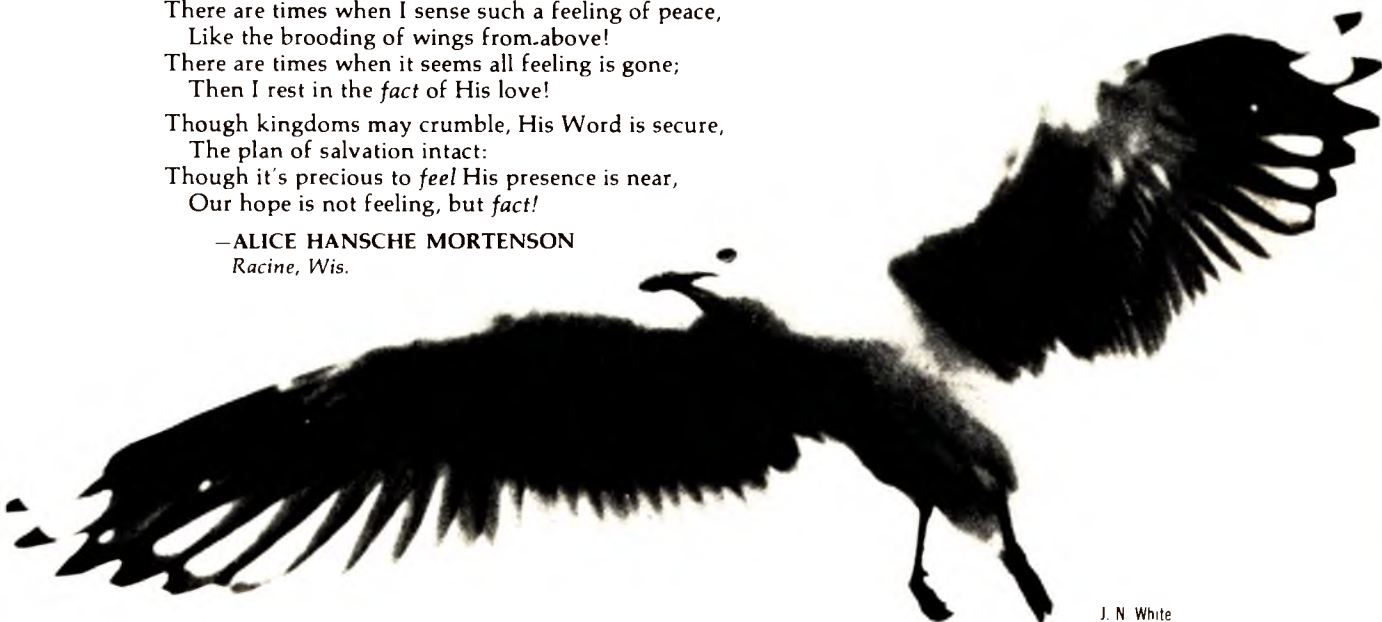 There are times when I sense such a feeling of peace,
Like the brooding of wings from above!
There are times when it seems all feeling is gone;
Then I rest in the fact of His love!
Though kingdoms may crumble, His Word is secure,
The plan of salvation intact:
Though it's precious to feel His presence is near,
Our hope is not feeling, but fact!
—ALICE HANSCHE MORTENSON
Racine, Wis.
J. N. White